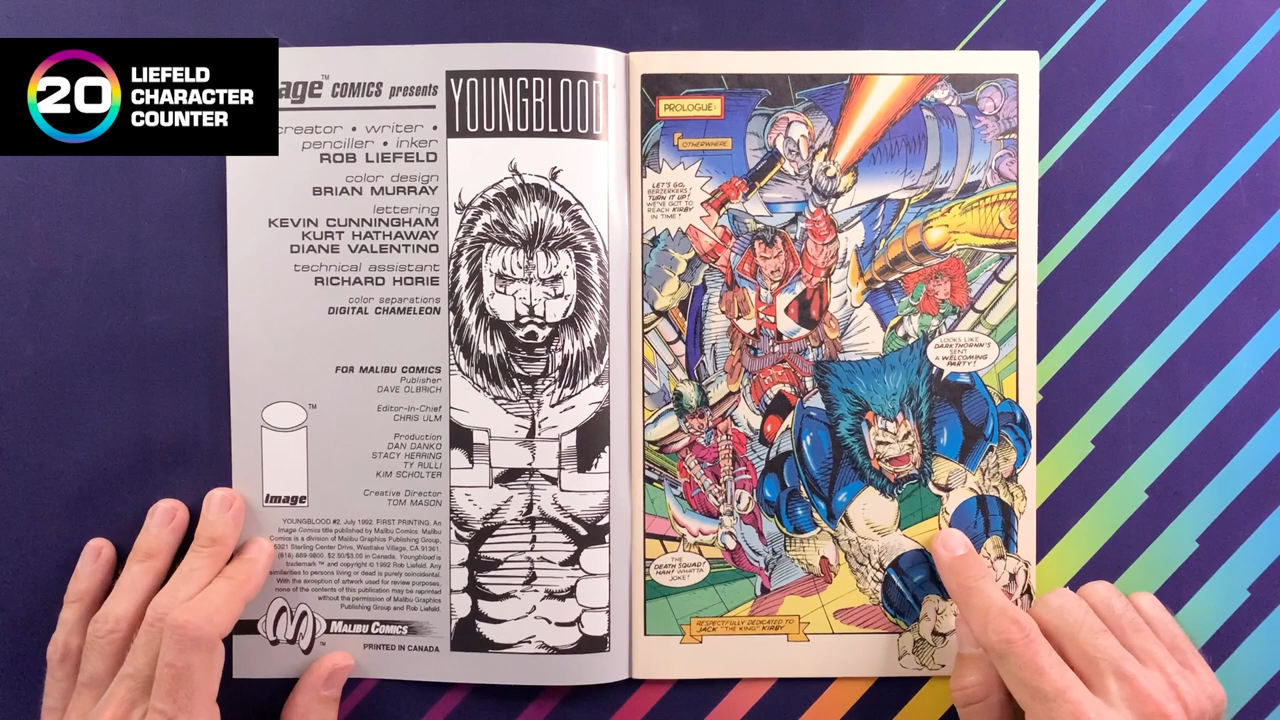 20
LIEFELD
CHARACTER
COUNTER
age™ COMICS presents
creator • writer •
penciller • inker
ROB LIEFELD
color design
BRIAN MURRAY
lettering
KEVIN CUNNINGHAM
KURT HATHAWAY
DIANE VALENTINO
technical assistant
RICHARD HORIE
color separations
DIGITAL CHAMELEON
FOR MALIBU COMICS
Publisher
DAVE OLBRICH
Editor-in-Chief
CHRIS ULM
Production
DAN DANKO
STACY HERRING
TY RULLI
KIM SCHOLTER
Creative Director
TOM MASON
TM
Image
YOUNGBLOOD #2. July 1992. FIRST PRINTING. An
Image Comics title published by Malibu Comics. Malibu
Comics is a division of Malibu Graphics Publishing Group,
5321 Sterling Center Drive, Westlake Village, CA 91361.
(818) 889-9800. $2.50/$3.00 in Canada. Youngblood is
trademark ™ and copyright © 1992 Rob Liefeld. Any
similarities to persons living or dead is purely coincidental.
With the exception of artwork used for review purposes,
none of the contents of this publication may be reprinted
without the permission of Malibu Graphics
Publishing Group and Rob Liefeld.
MALIBU COMICS
TM
PRINTED IN CANADA
YOUNGBLOOD
PROLOGUE:
OTHERWHERE
LET'S GO,
BERZERKERS!
TURN IT UP!
WE'VE GOT TO
REACH KIRBY
IN TIME!
LOOKS LIKE
DARKTHORNN'S
SENT
A WELCOMING
PARTY!
THE
DEATH SQUAD?
HAH! WHATTA
JOKE!
RESPECTFULLY DEDICATED TO
JACK "THE KING" KIRBY